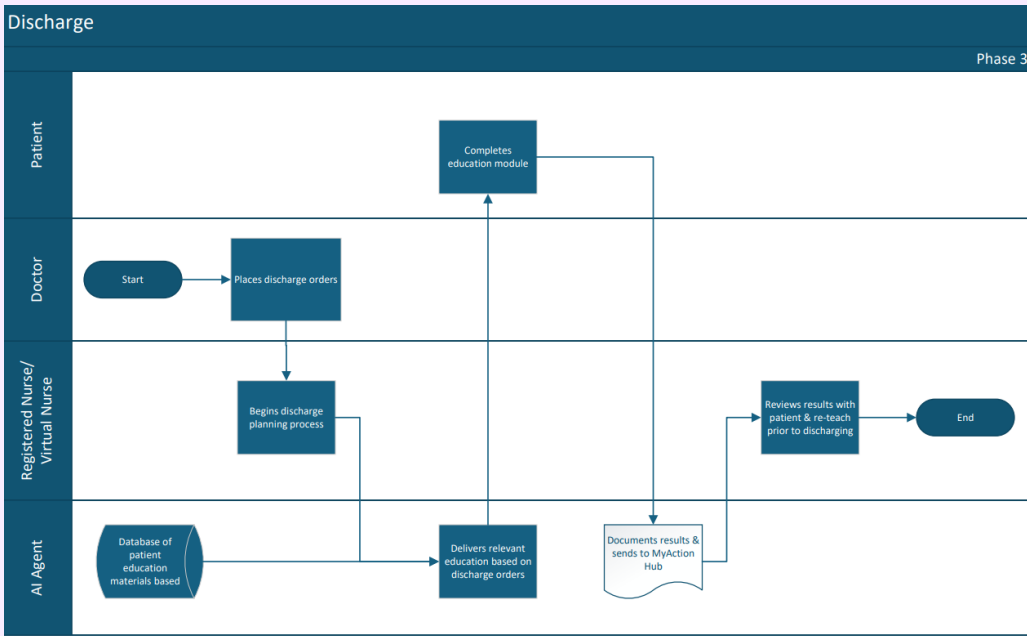 Discharge
Phase 3
Patient
Completes
education module
Doctor
Start
Places discharge orders
Registered Nurse/
Virtual Nurse
Begins discharge
planning process
Reviews results with
patient & re-teach
prior to discharging
End
AI Agent
Database of
patient
education
materials based
Delivers relevant
education based on
discharge orders
Documents results &
sends to MyAction
Hub